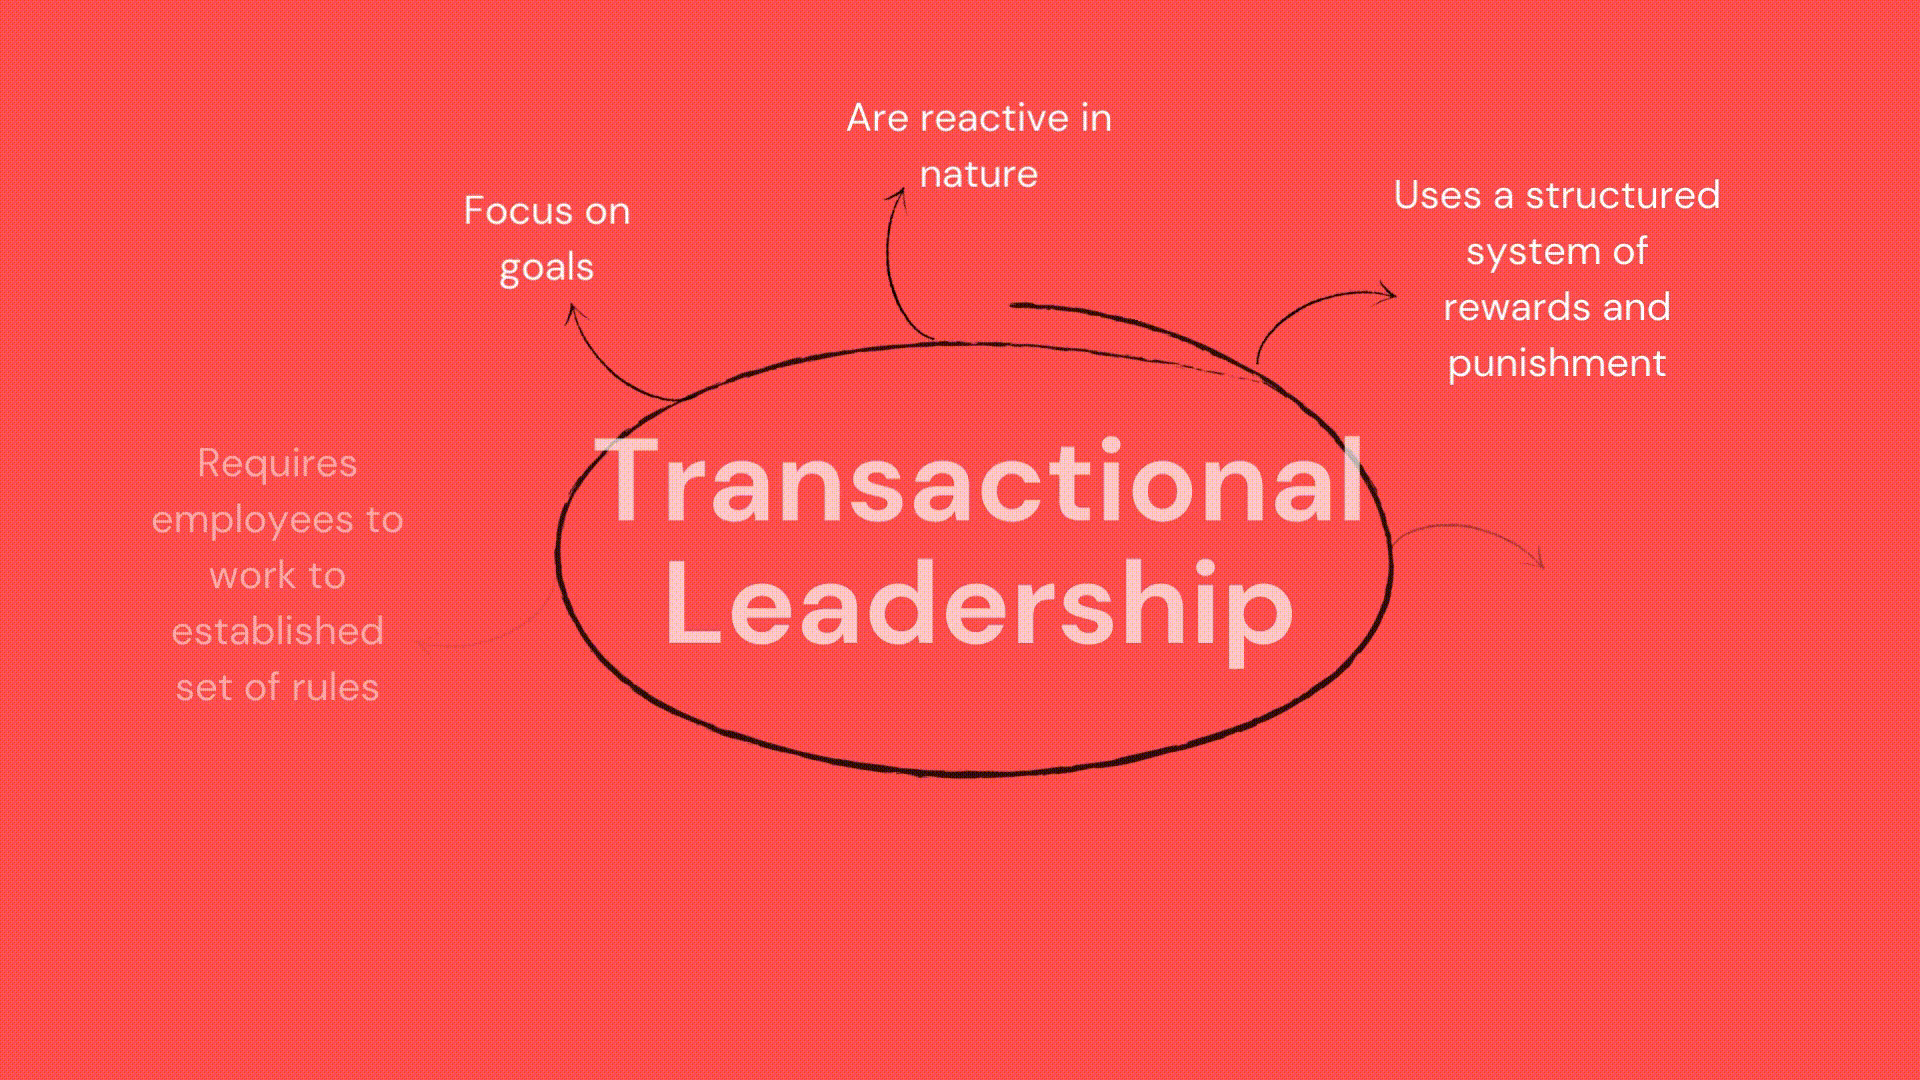 Are reactive in
nature
Focus on
goals
Uses a structured
system of
rewards and
punishment
Requires
employees to
work to
established
set of rules
Transactional
Leadership